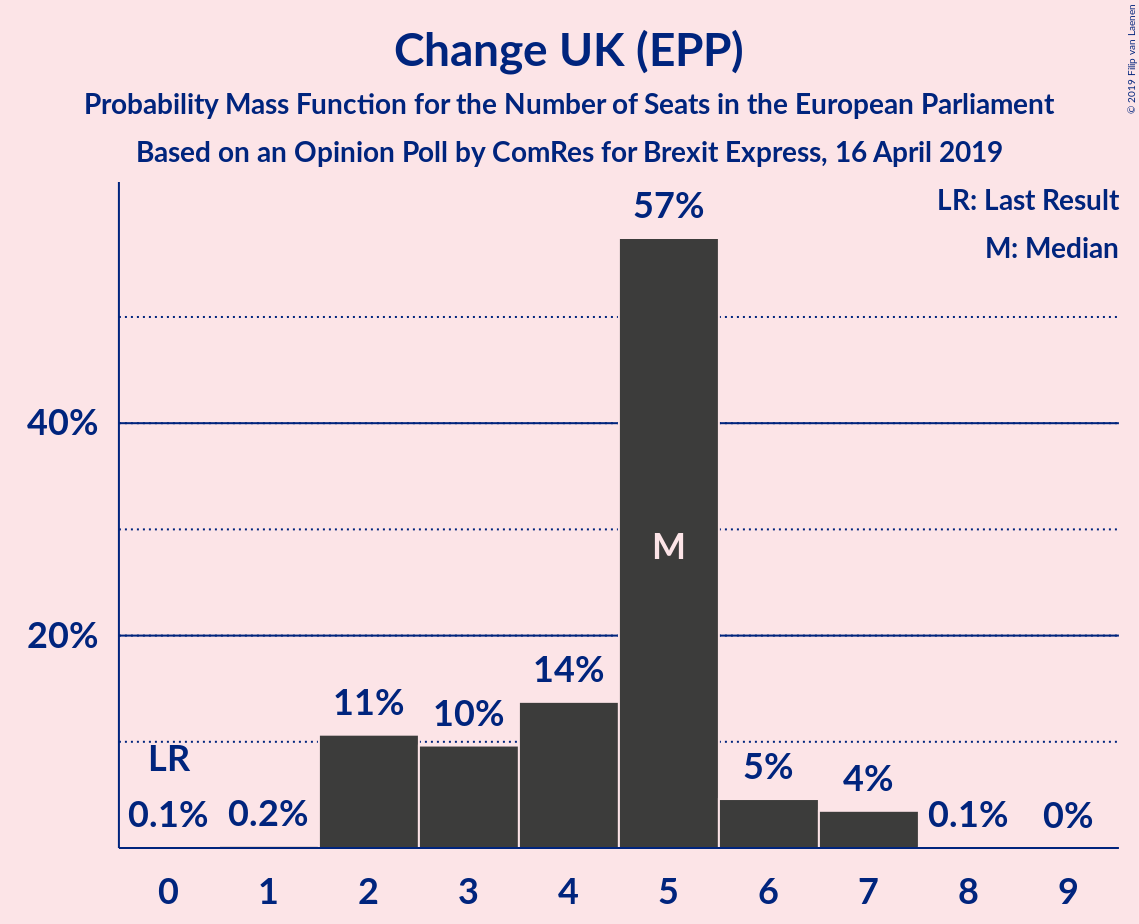 Change UK (EPP)
Probability Mass Function for the Number of Seats in the European Parliament
Based on an Opinion Poll by ComRes for Brexit Express, 16 April 2019
© 2019 Filip van Laenen
LR: Last Result
M: Median
57%
40%
M
20%
14%
11%
10%
LR
5%
4%
0.1%
0.2%
0.1%
0%
0 1 2 3 4 5 6 7 8 9